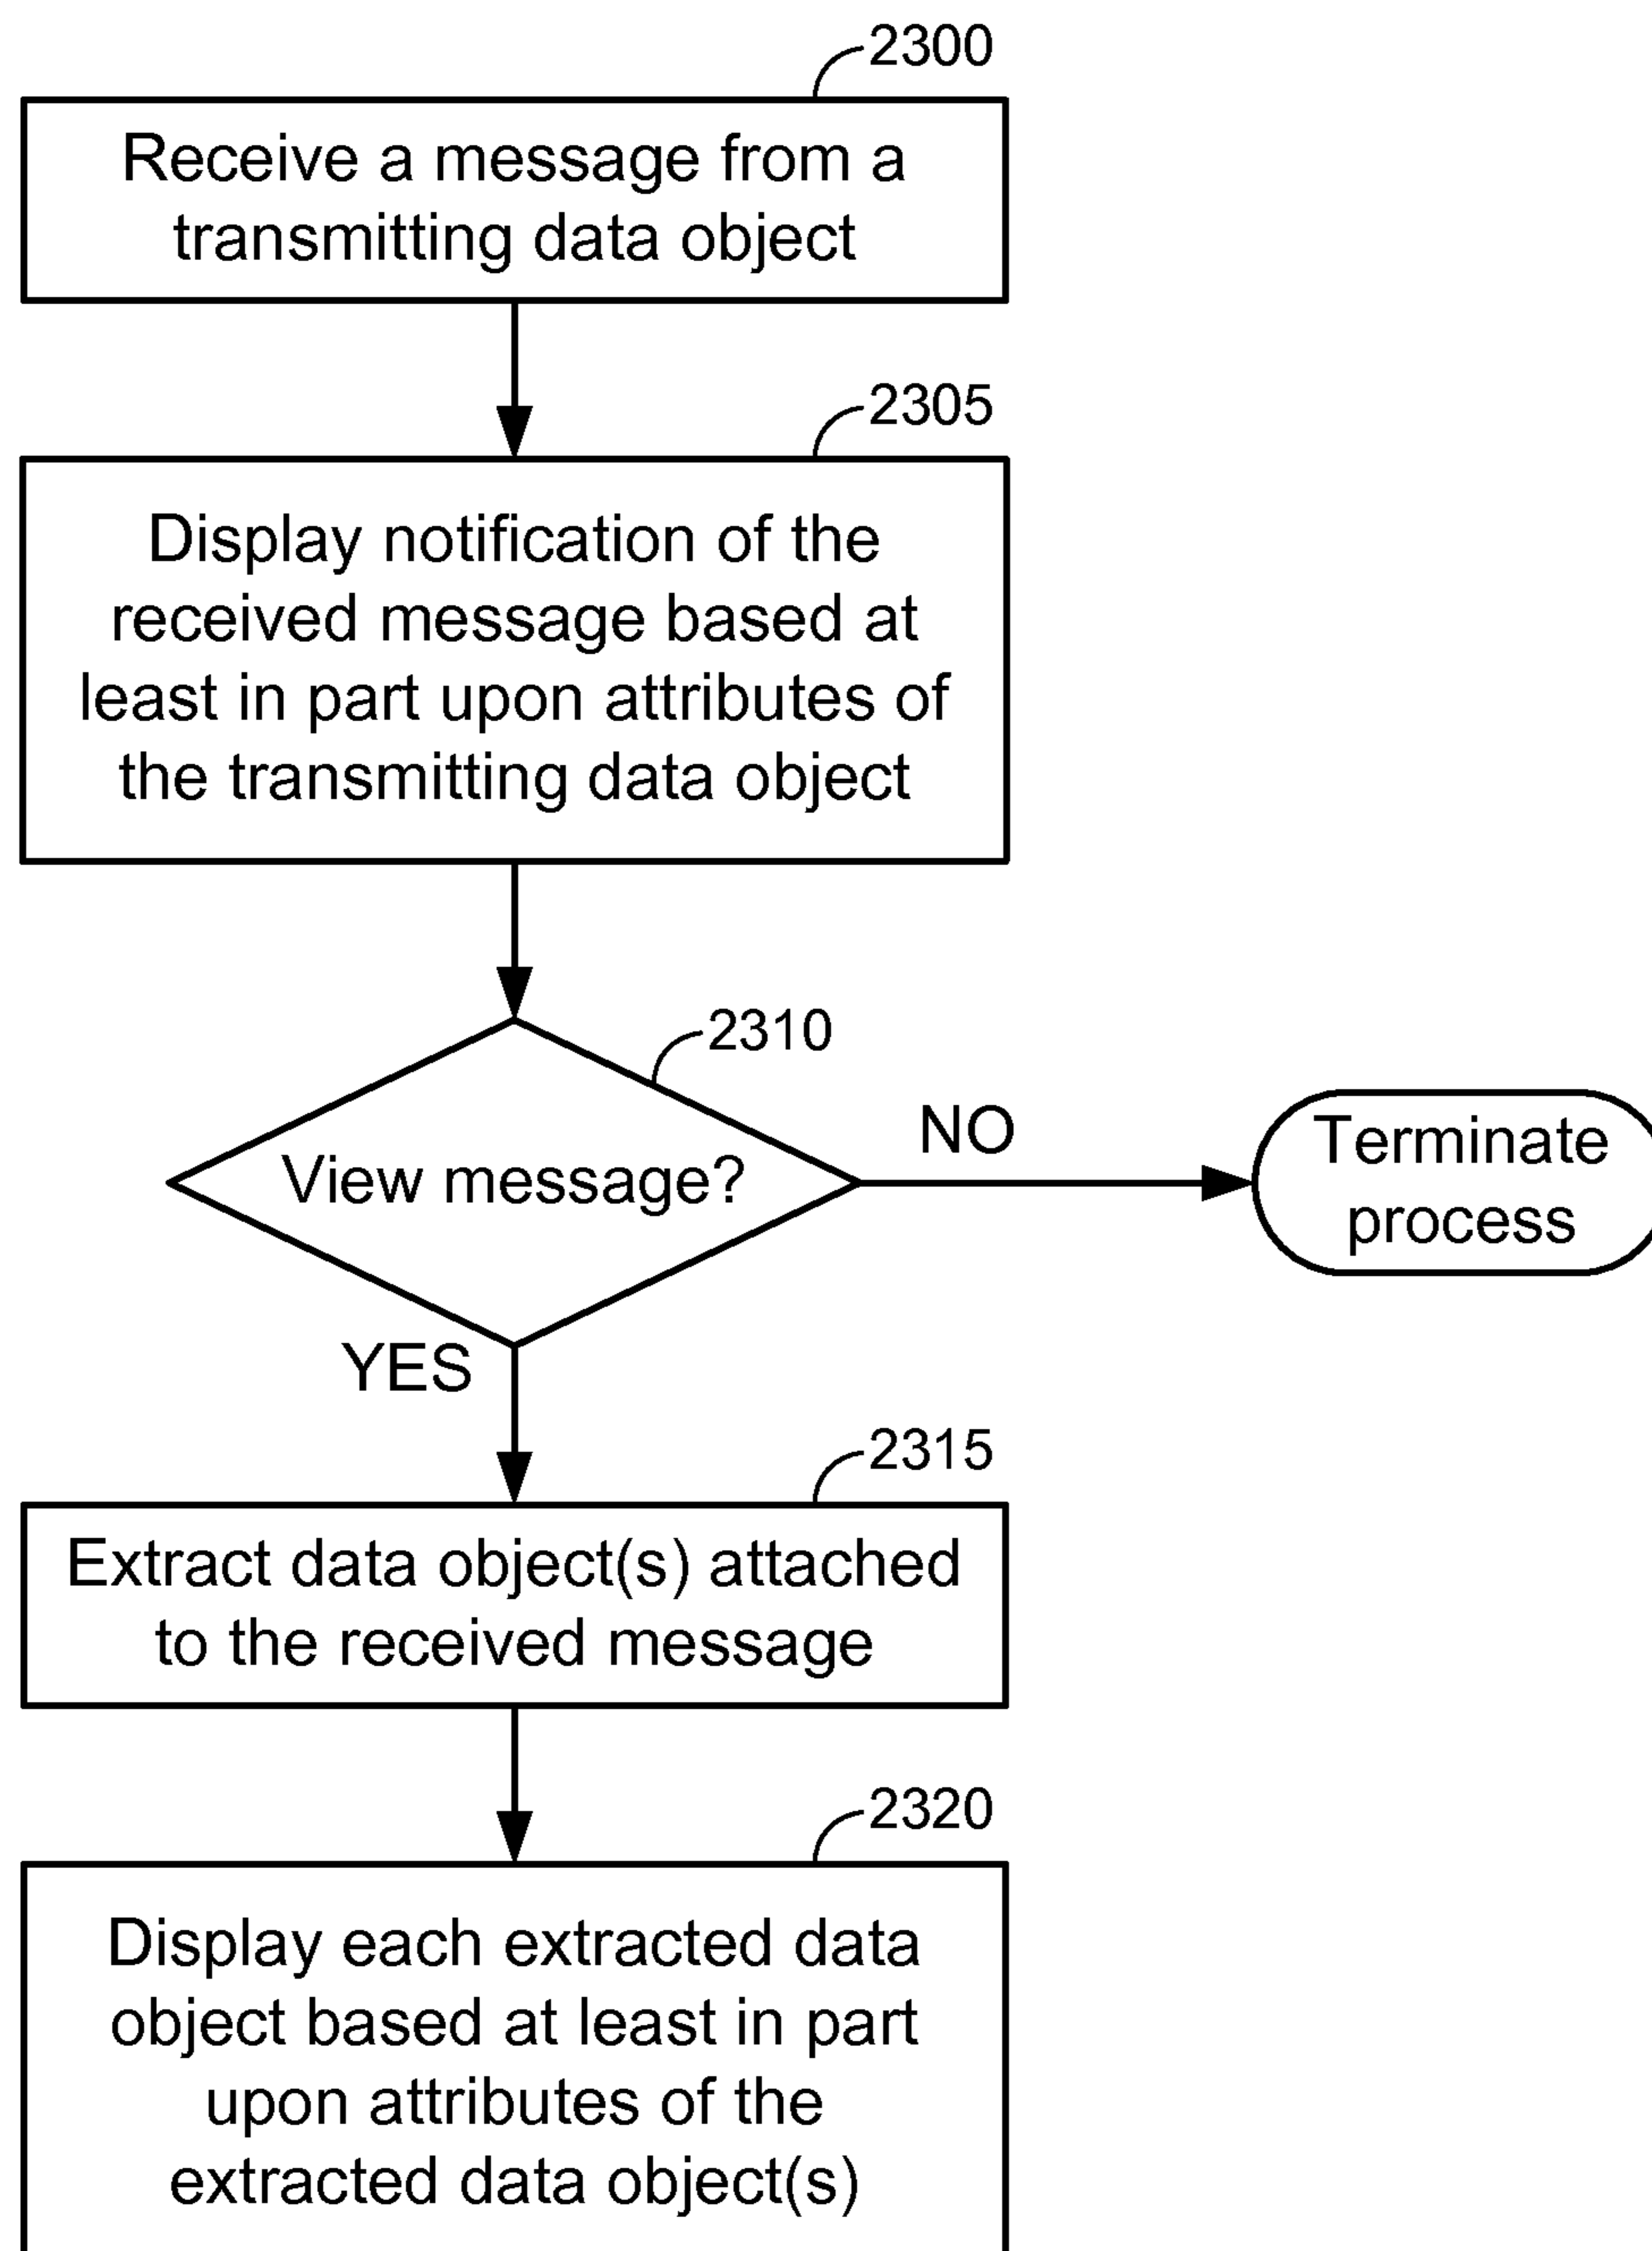 2300
Receive a message from a
transmitting data object
2305
Display notification of the
received message based at
least in part upon attributes of
the transmitting data object
2310
View message?
NO
Terminate
process
YES
2315
Extract data object(s) attached
to the received message
2320
Display each extracted data
object based at least in part
upon attributes of the
extracted data object(s)